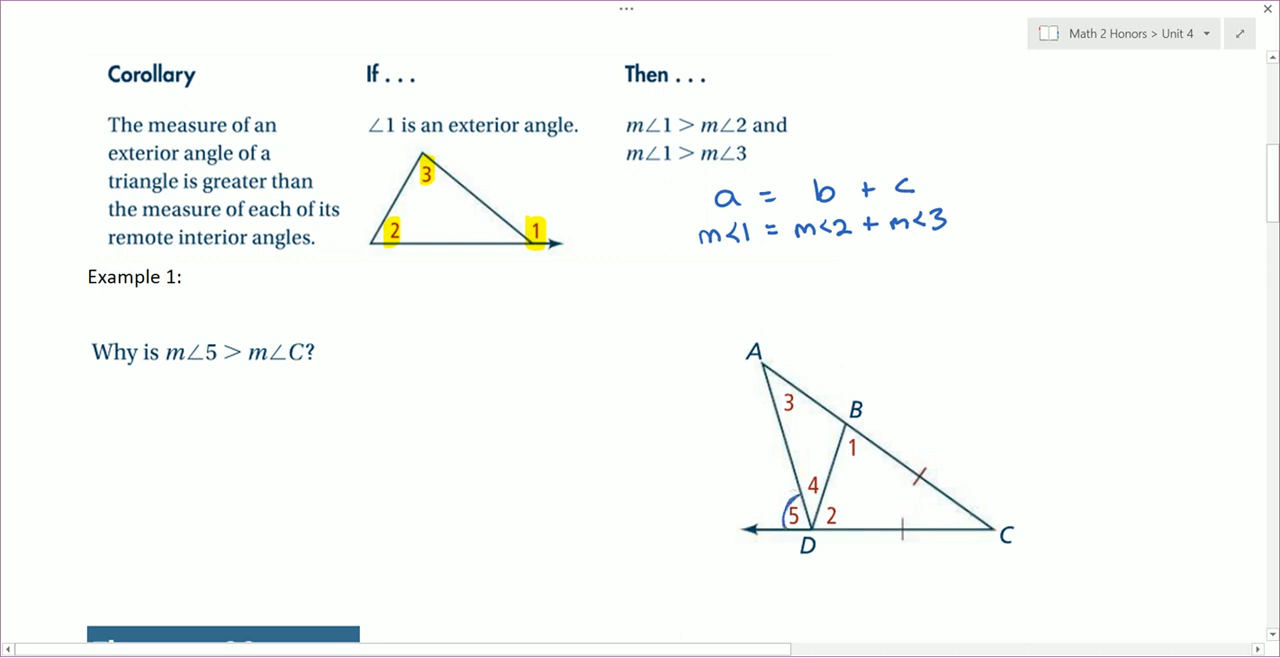 ...
Math 2 Honors > Unit 4
Corollary
If . . .
Then . . .
The measure of an
exterior angle of a
triangle is greater than
the measure of each of its
remote interior angles.
∠1 is an exterior angle.
3
2
1
m∠1 > m∠2 and
m∠1 > m∠3
a = b + c
m<1 = m<2 + m<3
Example 1:
Why is m∠5 > m∠C?
A
3
B
1
4
5
2
D
C